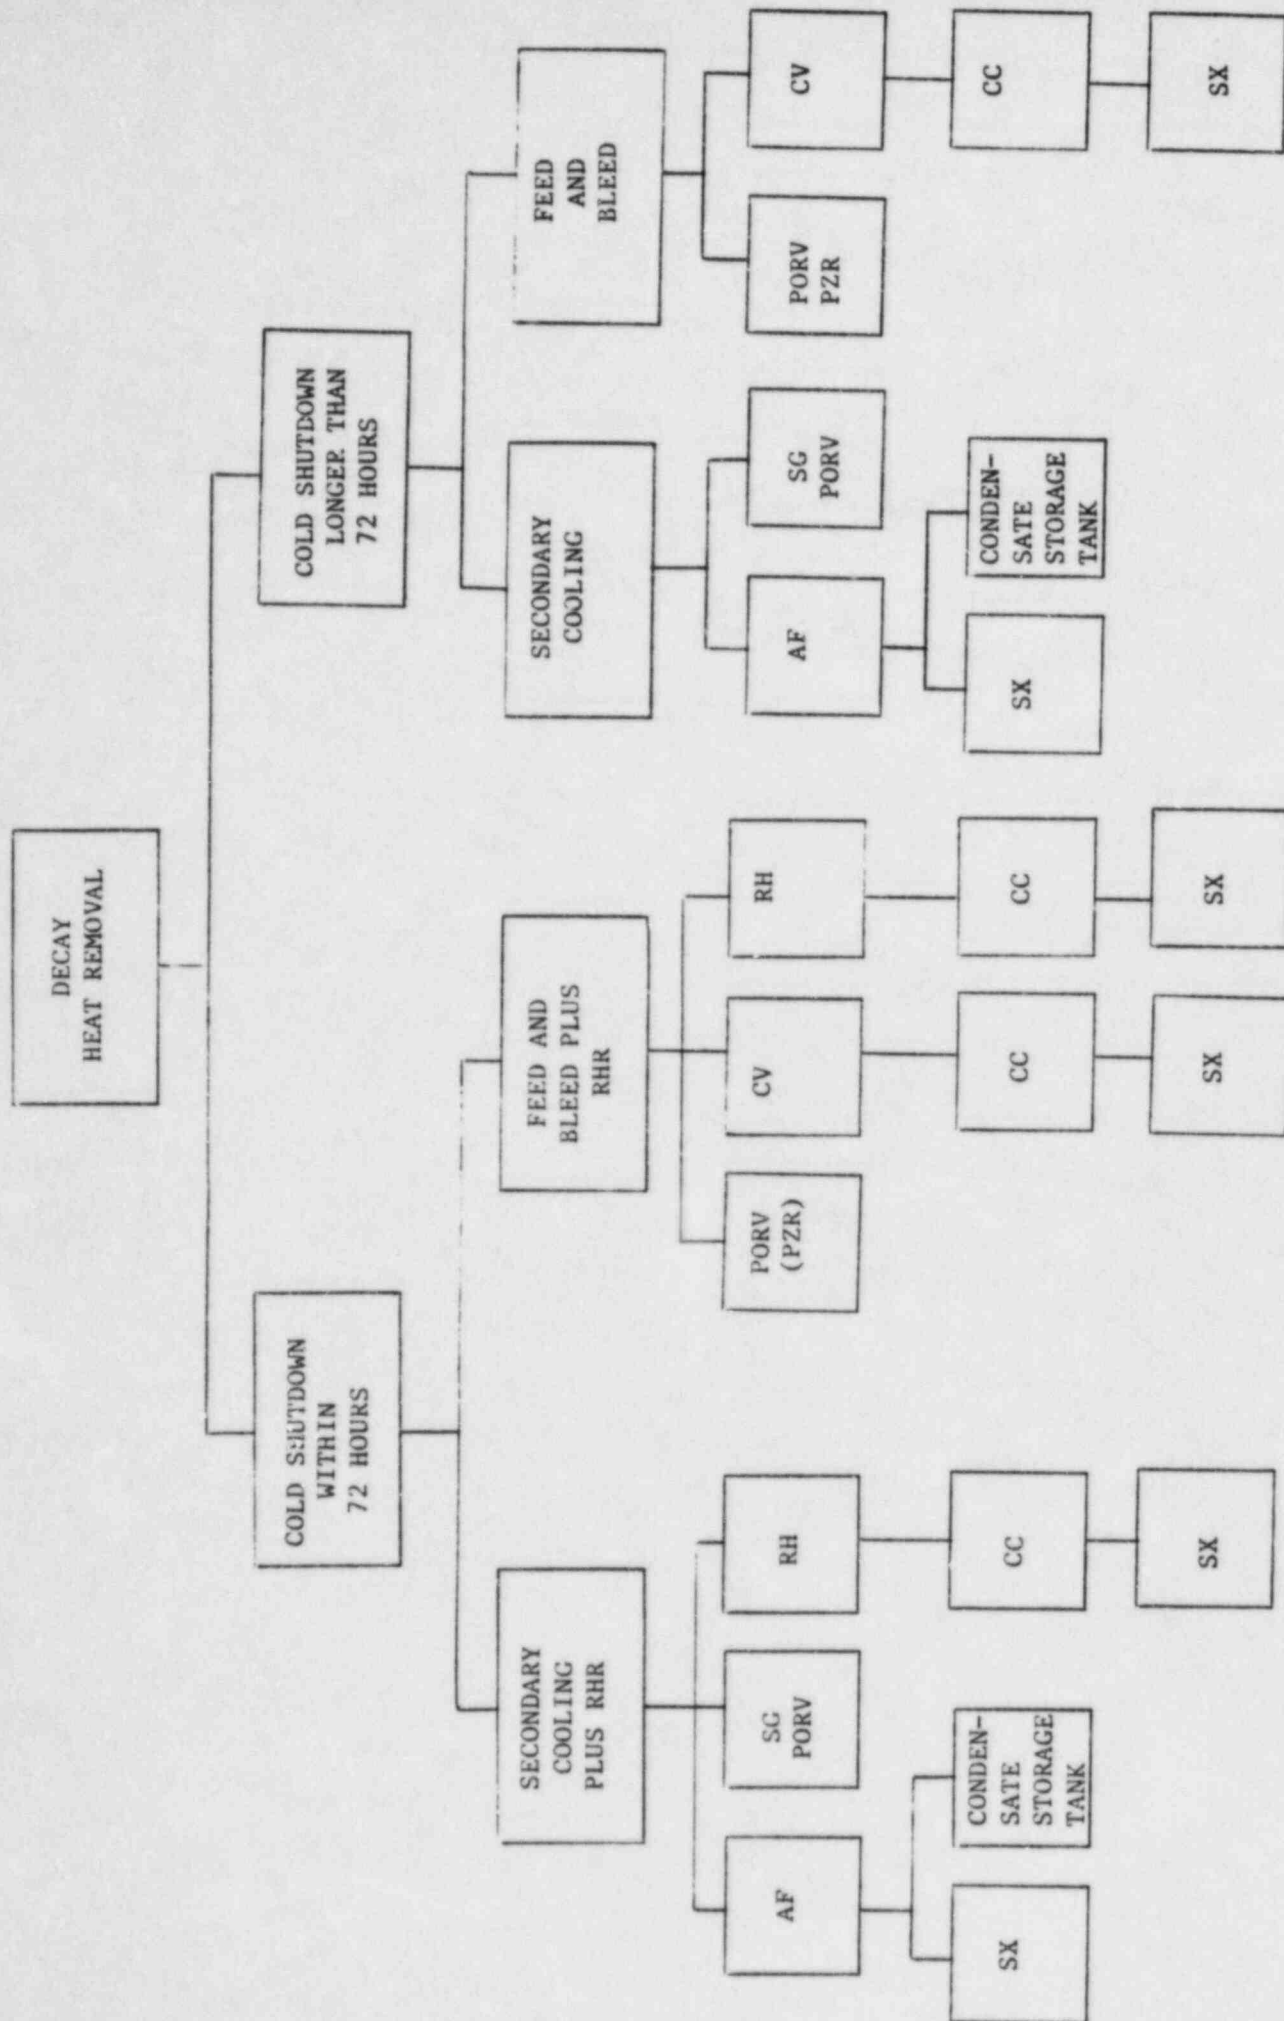 DECAY
HEAT REMOVAL
COLD SHUTDOWN
WITHIN
72 HOURS
COLD SHUTDOWN
LONGER THAN
72 HOURS
SECONDARY
COOLING
PLUS RHR
FEED AND
BLEED PLUS
RHR
SECONDARY
COOLING
FEED
AND
BLEED
AF
SG
PORV
RH
PORV
(PZR)
CV
RH
AF
SG
PORV
PORV
PZR
CV
SX
CONDEN-
SATE
STORAGE
TANK
CC
CC
CC
SX
CONDEN-
SATE
STORAGE
TANK
CC
SX
SX
SX
SX